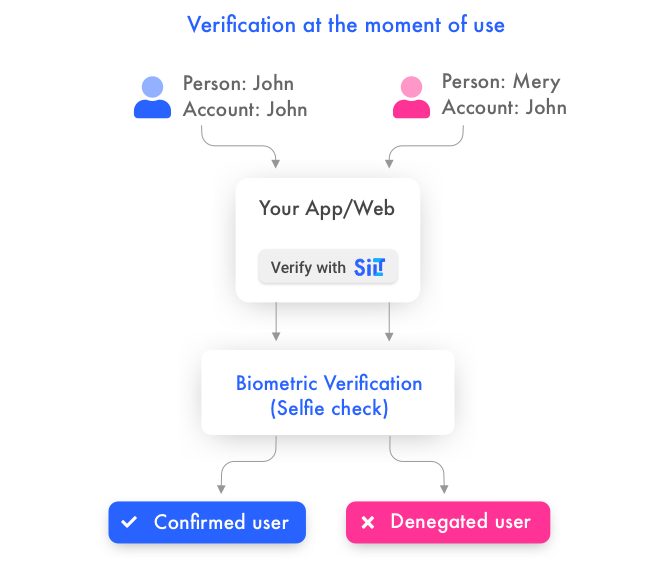 Verification at the moment of use
Person: John
Account: John
Person: Mery
Account: John
Your App/Web
Verify with SiLT
Biometric Verification
(Selfie check)
Confirmed user
Denegated user